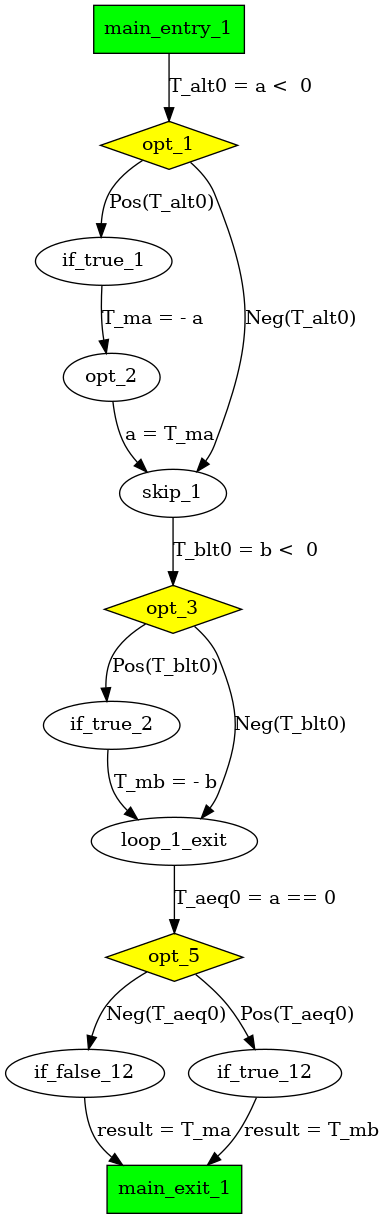 main_entry_1
T_alt0 = a < 0
opt_1
Pos(T_alt0)
if_true_1
Neg(T_alt0)
T_ma = - a
opt_2
a = T_ma
skip_1
T_blt0 = b < 0
opt_3
Pos(T_blt0)
if_true_2
Neg(T_blt0)
T_mb = - b
loop_1_exit
T_aeq0 = a == 0
opt_5
Neg(T_aeq0)
Pos(T_aeq0)
if_false_12
if_true_12
result = T_ma
result = T_mb
main_exit_1